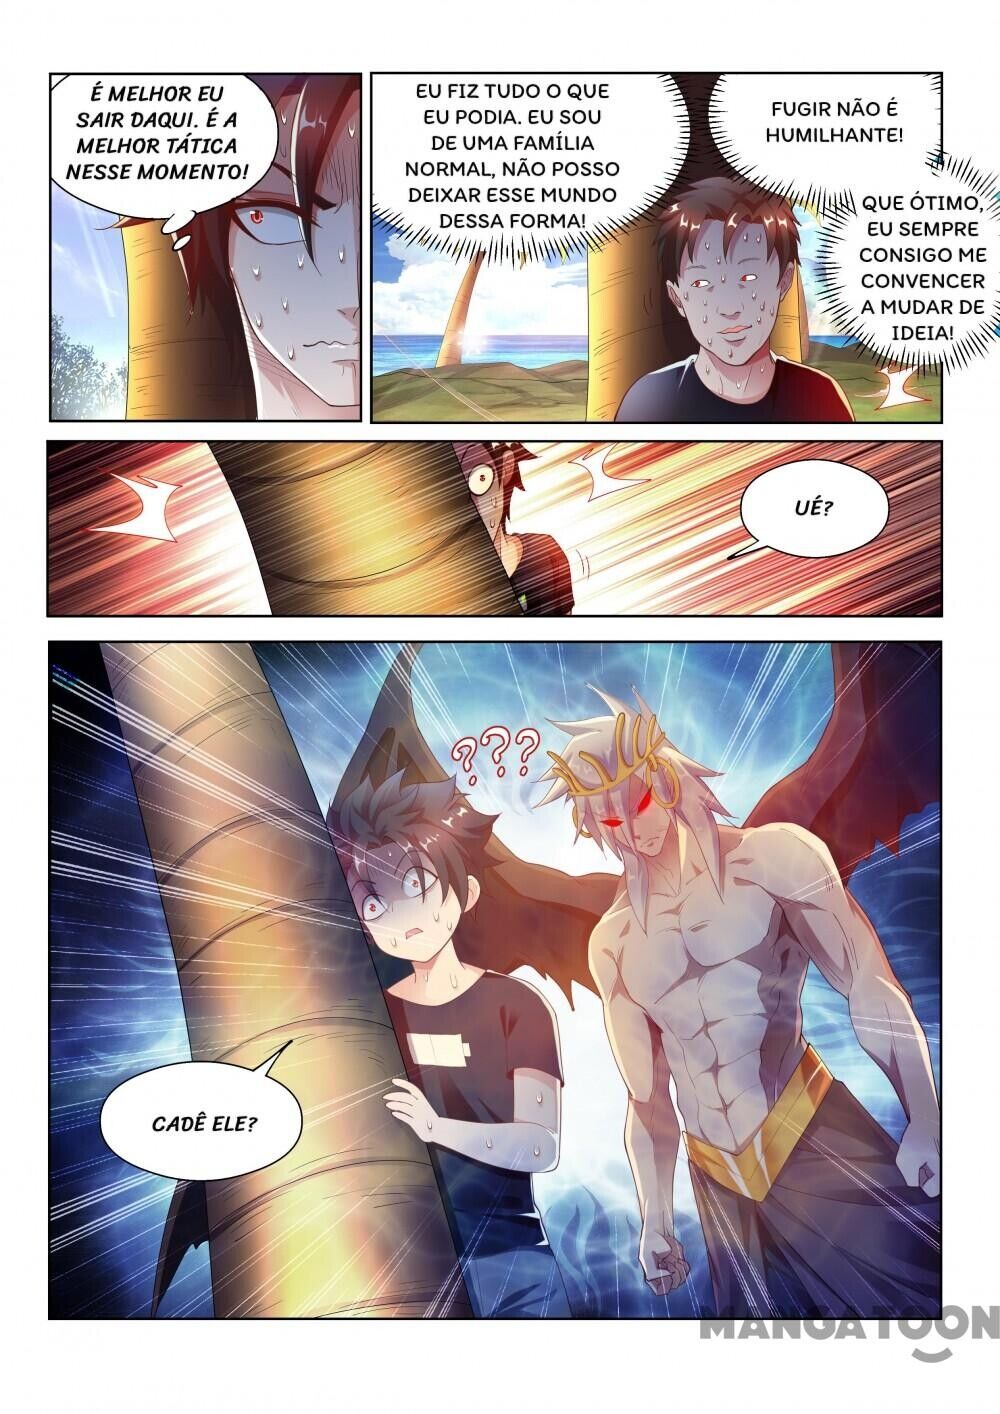 É MELHOR EU
SAIR DAQUI. É A
MELHOR TÁTICA
NESSE MOMENTO!
EU FIZ TUDO O QUE
EU PODIA. EU SOU
DE UMA FAMÍLIA
NORMAL, NÃO POSSO
DEIXAR ESSE MUNDO
DESSA FORMA!
FUGIR NÃO É
HUMILHANTE!
QUE ÓTIMO,
EU SEMPRE
CONSIGO ME
CONVENCER
A MUDAR DE
IDEIA!
UÉ?
???
CADÊ ELE?
MANGATOON